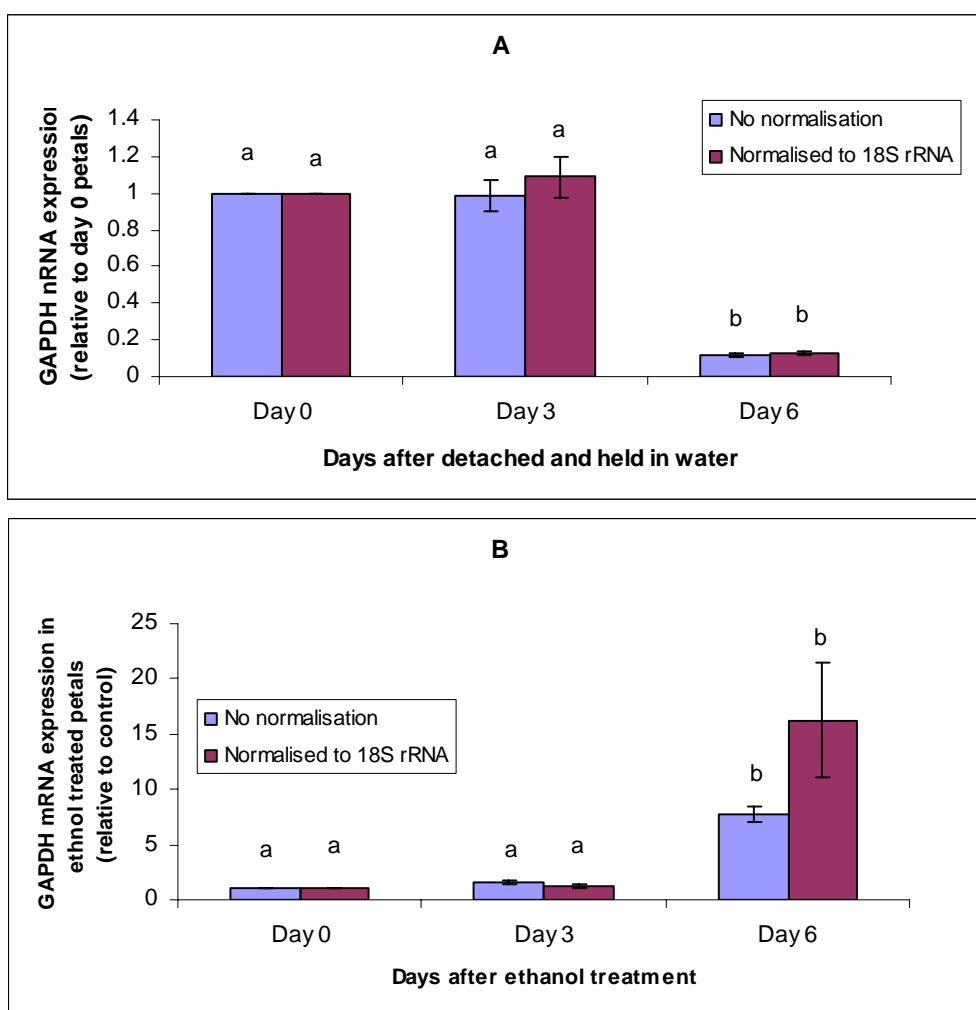 A
GAPDH nRNA expression
(relative to day 0 petals)
1.4
1.2
1
0.8
0.6
0.4
0.2
0
No normalisation
Normalised to 18S rRNA
a
a
a
a
b
b
Day 0
Day 3
Day 6
Days after detached and held in water
B
GAPDH mRNA expression in
ethnol treated petals
(relative to control)
25
20
15
10
5
0
No normalisation
Normalised to 18S rRNA
a
a
a
a
b
b
Day 0
Day 3
Day 6
Days after ethanol treatment